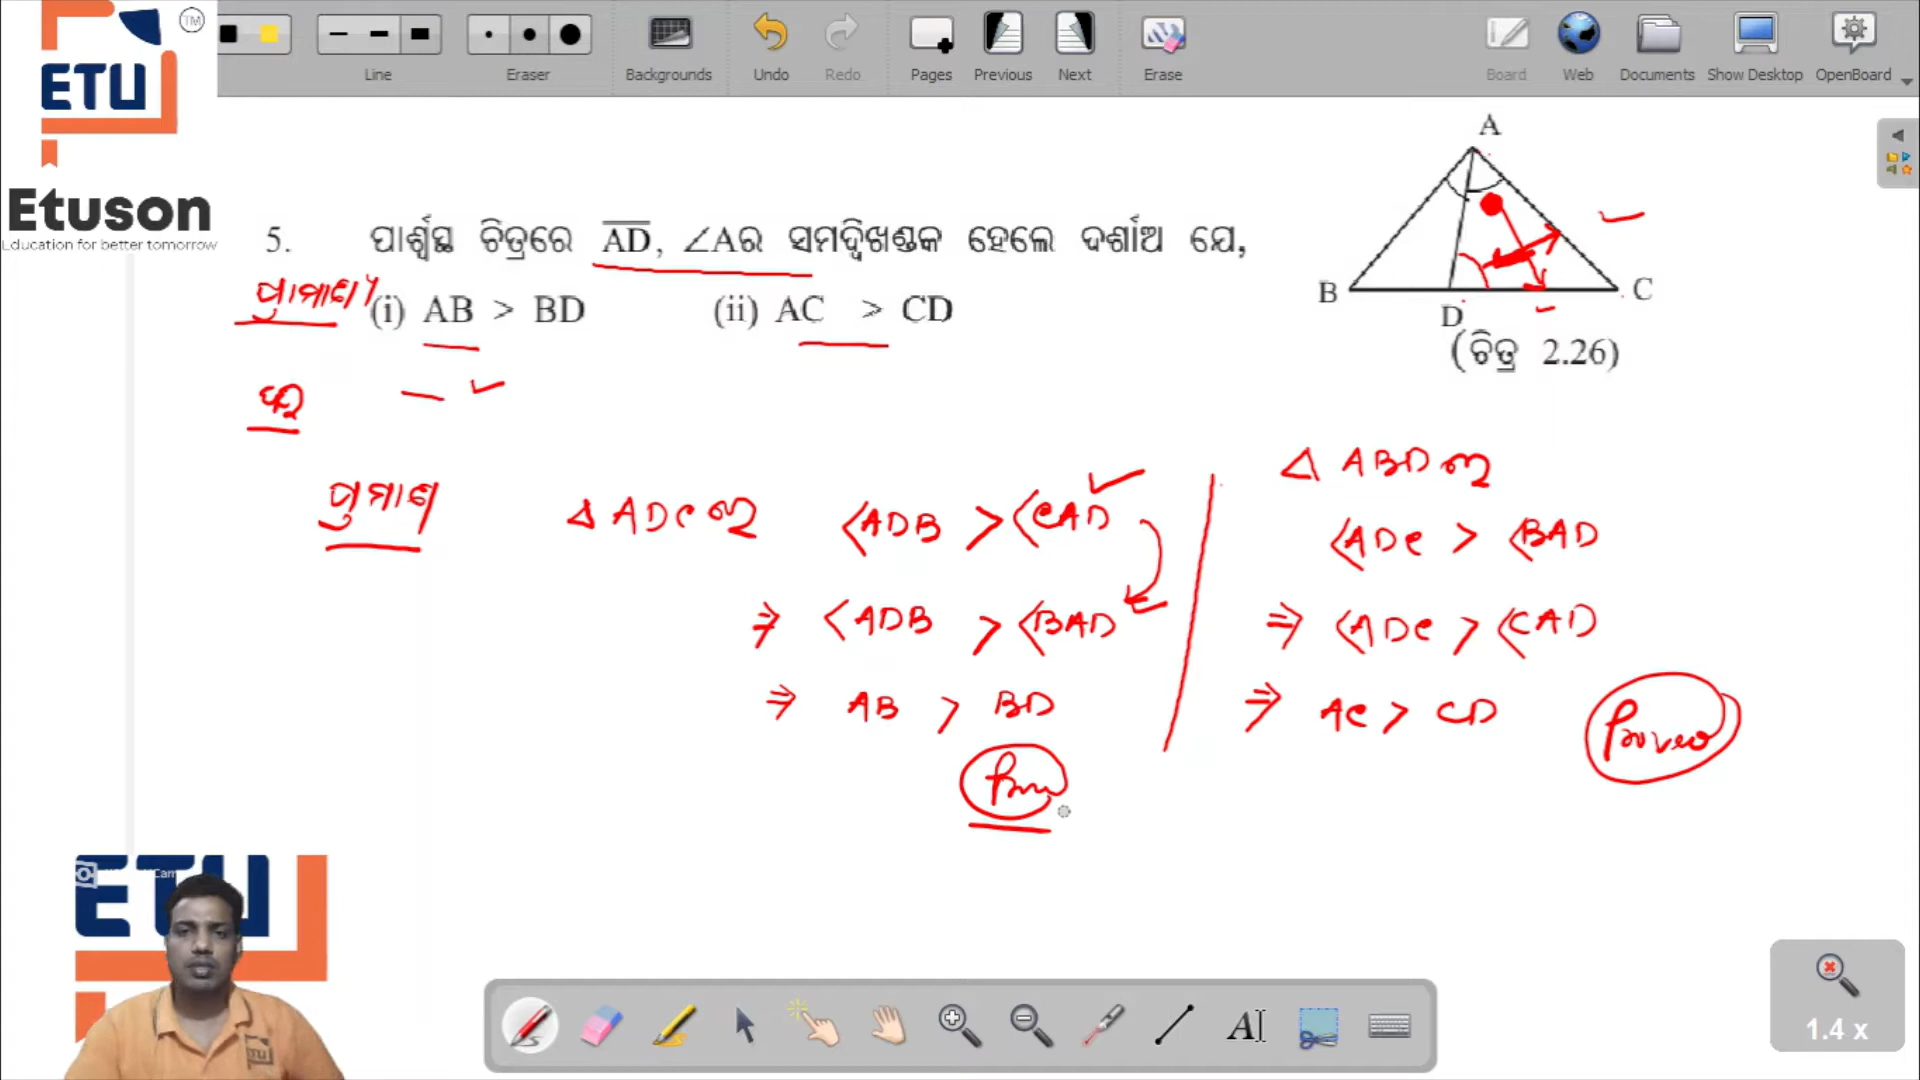 ETU
TM
Etuson
Education for better tomorrow
Line
Eraser
Backgrounds
Undo
Redo
Pages
Previous
Next
Erase
Board
Web
Documents
Show Desktop
OpenBoard
5. ପାର୍ଶ୍ୱସ୍ଥ ଚିତ୍ରରେ AD, ∠Aର ସମଦ୍ୱିଖଣ୍ଡକ ହେଲେ ଦର୍ଶାଅ ଯେ,
(i) AB > BD (ii) AC > CD
A
B
D
C
(ଚିତ୍ର 2.26)
ପ୍ରାମାଣ୍ୟ
ପ୍ରମାଣ
Δ ADC ରେ ∠ADB > ∠CAD
⇒ ∠ADB > ∠BAD
⇒ AB > BD
Δ ABD ରେ
∠ADC > ∠BAD
⇒ ∠ADC > ∠CAD
⇒ AC > CD
Proved
ETU
1.4 x